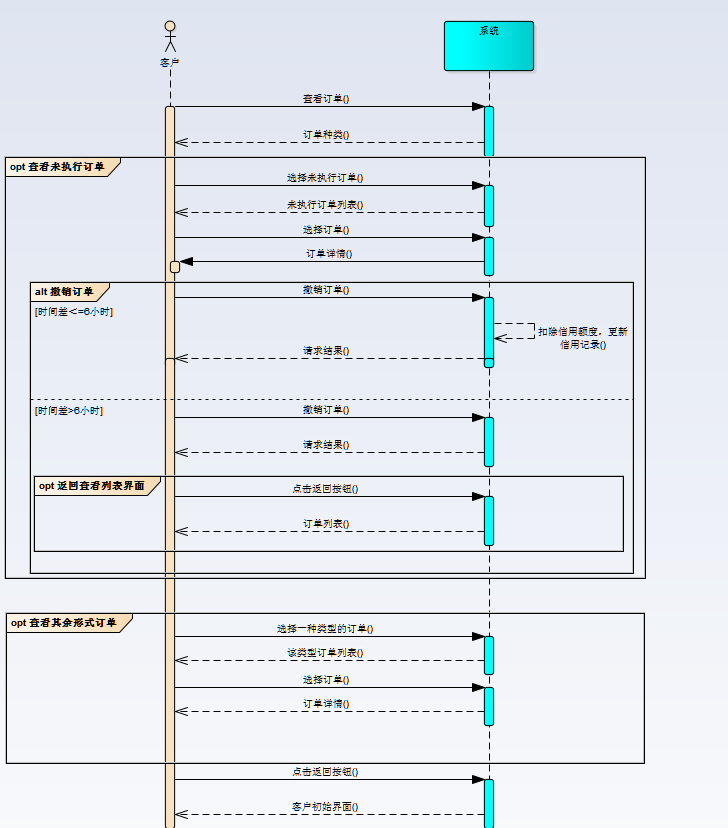 客户
系统
查看订单()
订单种类()
opt 查看未执行订单
选择未执行订单()
未执行订单列表()
选择订单()
订单详情()
alt 撤销订单
撤销订单()
[时间差<=6小时]
扣除信用额度，更新
信用记录()
请求结果()
[时间差>6小时]
撤销订单()
请求结果()
opt 返回查看列表界面
点击返回按钮()
订单列表()
opt 查看其余形式订单
选择一种类型的订单()
该类型订单列表()
选择订单()
订单详情()
点击返回按钮()
客户初始界面()